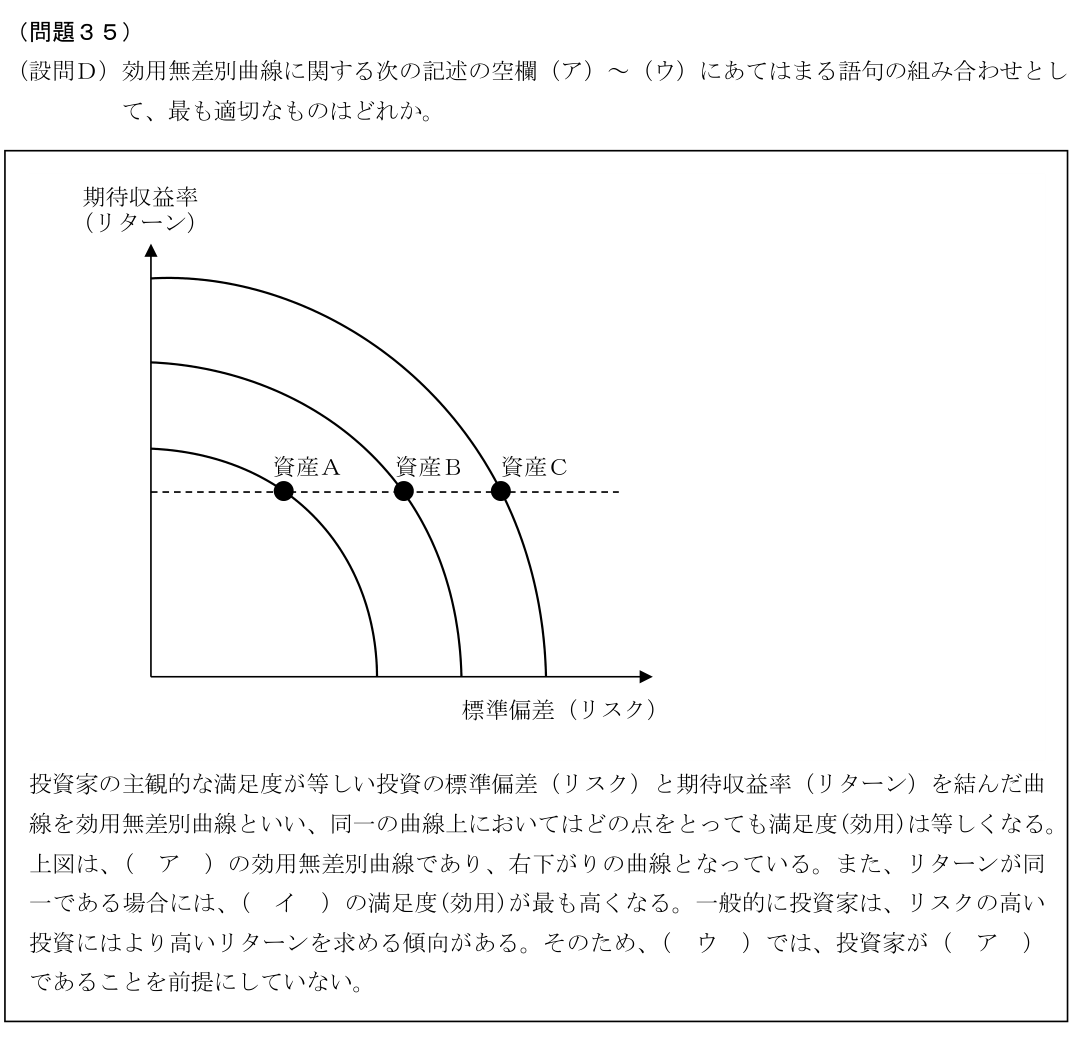 （問題３５）
（設問Ｄ）効用無差別曲線に関する次の記述の空欄（ア）～（ウ）にあてはまる語句の組み合わせとし
て、最も適切なものはどれか。
期待収益率
（リターン）
資産Ａ　資産Ｂ　資産Ｃ
標準偏差（リスク）
投資家の主観的な満足度が等しい投資の標準偏差（リスク）と期待収益率（リターン）を結んだ曲
線を効用無差別曲線といい、同一の曲線上においてはどの点をとっても満足度(効用)は等しくなる。
上図は、（　ア　）の効用無差別曲線であり、右下がりの曲線となっている。また、リターンが同
一である場合には、（　イ　）の満足度(効用)が最も高くなる。一般的に投資家は、リスクの高い
投資にはより高いリターンを求める傾向がある。そのため、（　ウ　）では、投資家が（　ア　）
であることを前提にしていない。